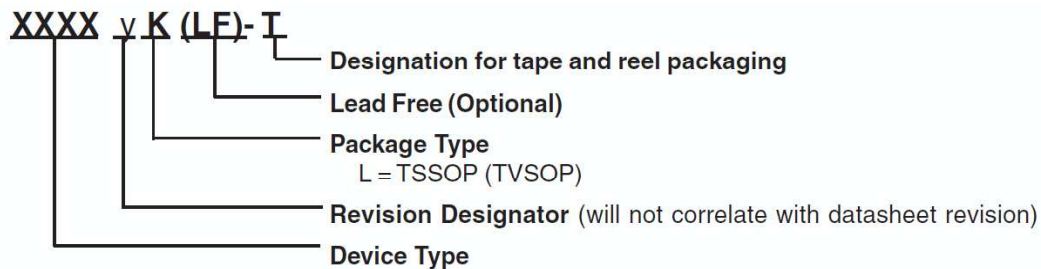 XXXX y K (LF)- T
Designation for tape and reel packaging
Lead Free (Optional)
Package Type
L = TSSOP (TVSOP)
Revision Designator (will not correlate with datasheet revision)
Device Type